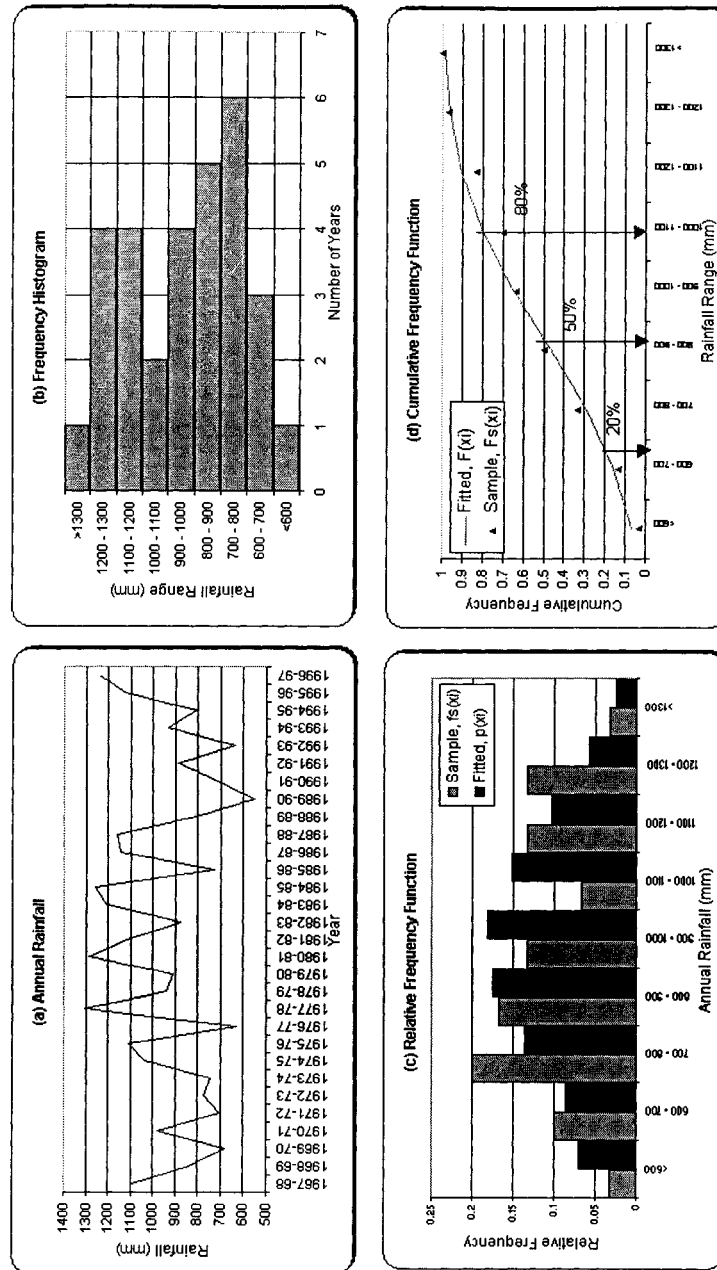 (a) Annual Rainfall
Rainfall (mm)
1400
1300
1200
1100
1000
900
800
700
600
500
1967-68
1968-69
1969-70
1970-71
1971-72
1972-73
1973-74
1974-75
1975-76
1976-77
1977-78
1978-79
1979-80
1980-81
1981-82
1982-83
1983-84
1984-85
1985-86
1986-87
1987-88
1988-89
1989-90
1990-91
1991-92
1992-93
1993-94
1994-95
1995-96
1996-97
Year
(b) Frequency Histogram
Rainfall Range (mm)
>1300
1200 - 1300
1100 - 1200
1000 - 1100
900 - 1000
800 - 900
700 - 800
600 - 700
<600
0
1
2
3
4
5
6
7
Number of Years
(c) Relative Frequency Function
Relative Frequency
0.25
0.2
0.15
0.1
0.05
0
Sample, fs(xi)
Fitted, p(xi)
<600
600 - 700
700 - 800
800 - 900
900 - 1000
1000 - 1100
1100 - 1200
1200 - 1300
>1300
Annual Rainfall (mm)
(d) Cumulative Frequency Function
Cumulative Frequency
1
0.9
0.8
0.7
0.6
0.5
0.4
0.3
0.2
0.1
0
Fitted, F(xi)
Sample, Fs(xi)
20%
50%
80%
<600
600 - 700
700 - 800
800 - 900
900 - 1000
1000 - 1100
1100 - 1200
1200 - 1300
>1300
Rainfall Range (mm)